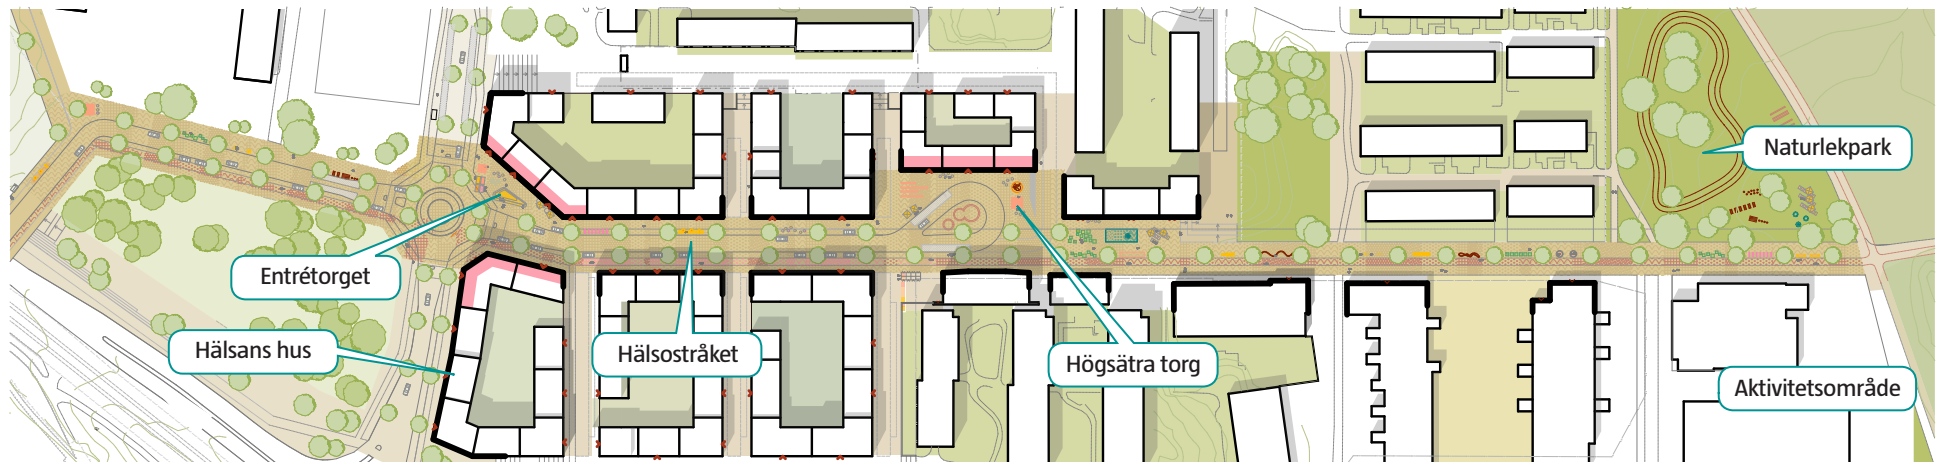 Naturlekpark
Entrétorget
Hälsans hus
Hälsostråket
Högsätra torg
Aktivitetsområde